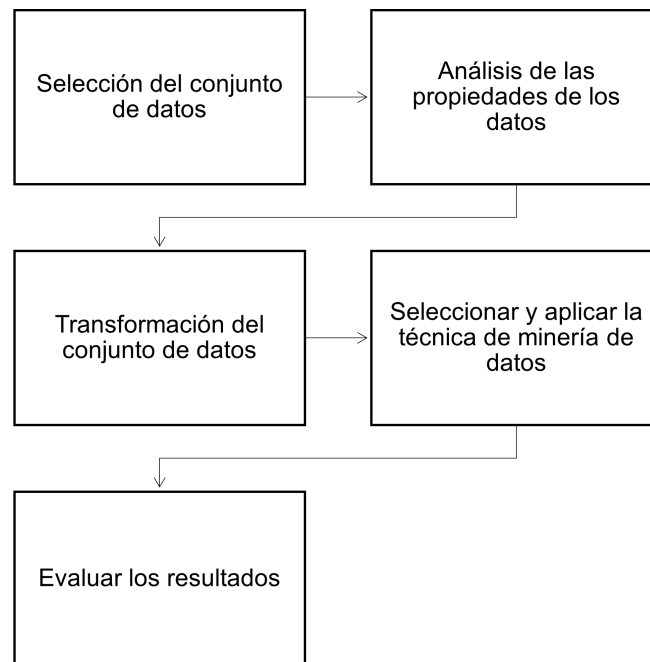 Selección del conjunto
de datos
Análisis de las
propiedades de los
datos
Transformación del
conjunto de datos
Seleccionar y aplicar la
técnica de minería de
datos
Evaluar los resultados